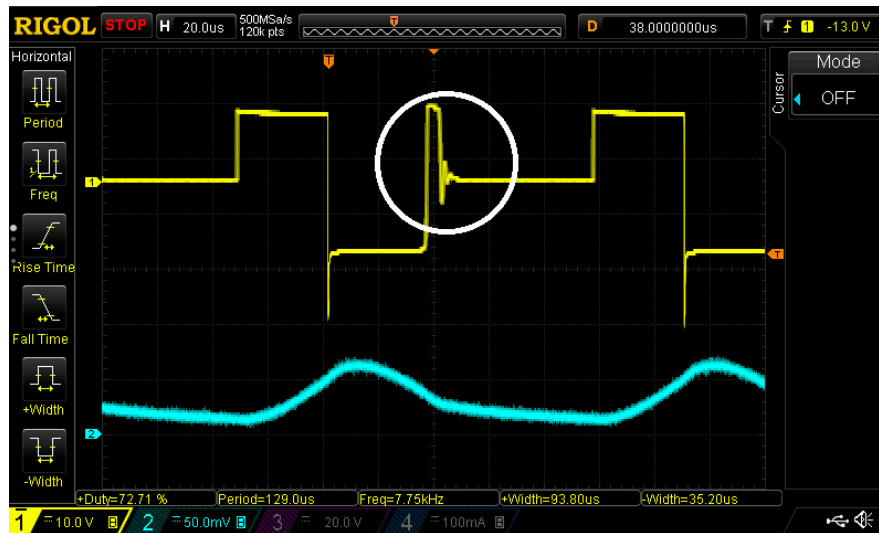 RIGOL STOP H 20.0us 500MSa/s 120k pts D 38.0000000us T 1 -13.0 V
Horizontal
Period
Freq
Rise Time
Fall Time
+Width
-Width
T
1
T
2
Cursor
Mode
OFF
+Duty=72.71 % Period=129.0us Freq=7.75kHz +Width=93.80us -Width=35.20us
1 10.0 V B 2 50.0mV B 3 20.0 V 4 100mA B